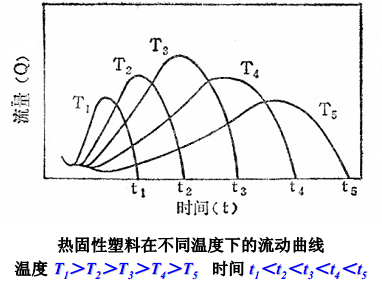 流量(Q)
T₁ T₂ T₃ T₄ T₅
t₁ t₂ t₃ t₄ t₅
时间(t)
热固性塑料在不同温度下的流动曲线
温度 T₁>T₂>T₃>T₄>T₅ 时间 t₁<t₂<t₃<t₄<t₅